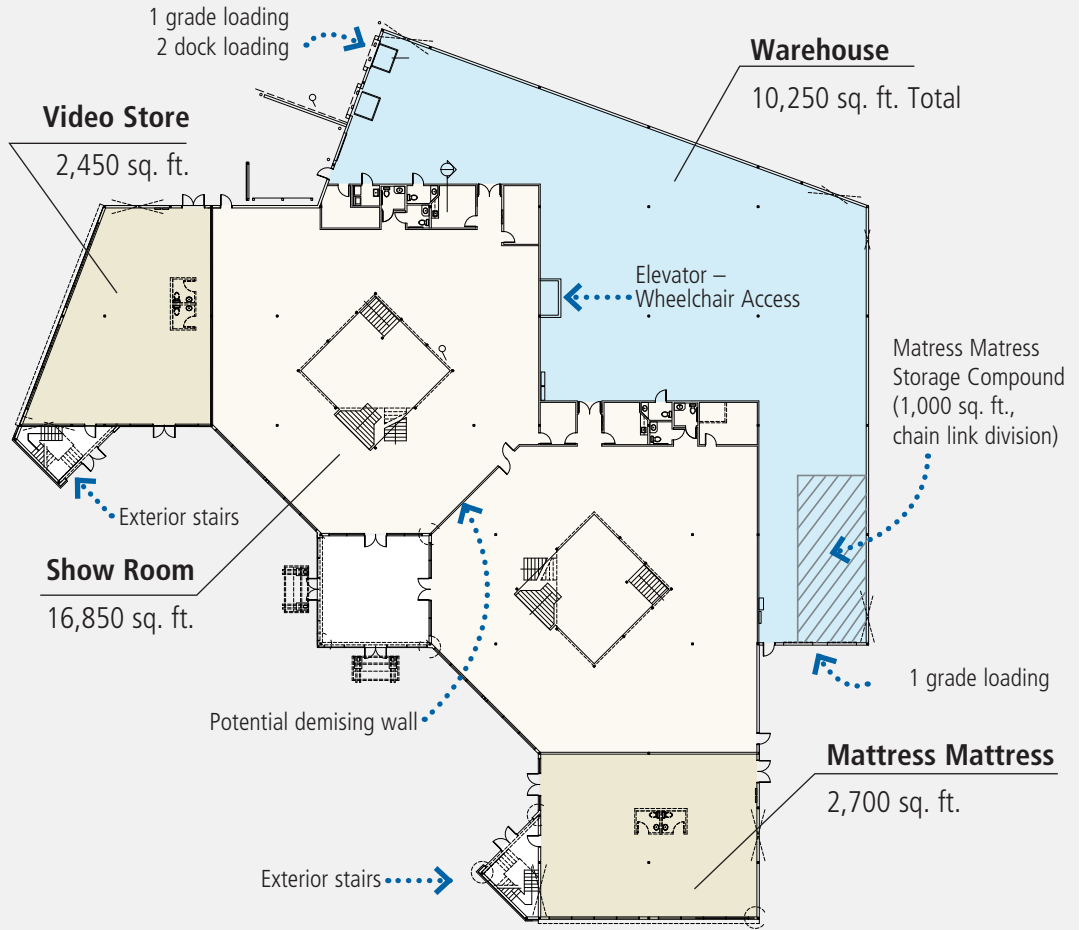 1 grade loading
2 dock loading
Warehouse
10,250 sq. ft. Total
Video Store
2,450 sq. ft.
Elevator –
Wheelchair Access
Matress Matress
Storage Compound
(1,000 sq. ft.,
chain link division)
Exterior stairs
Show Room
16,850 sq. ft.
1 grade loading
Potential demising wall
Mattress Mattress
2,700 sq. ft.
Exterior stairs